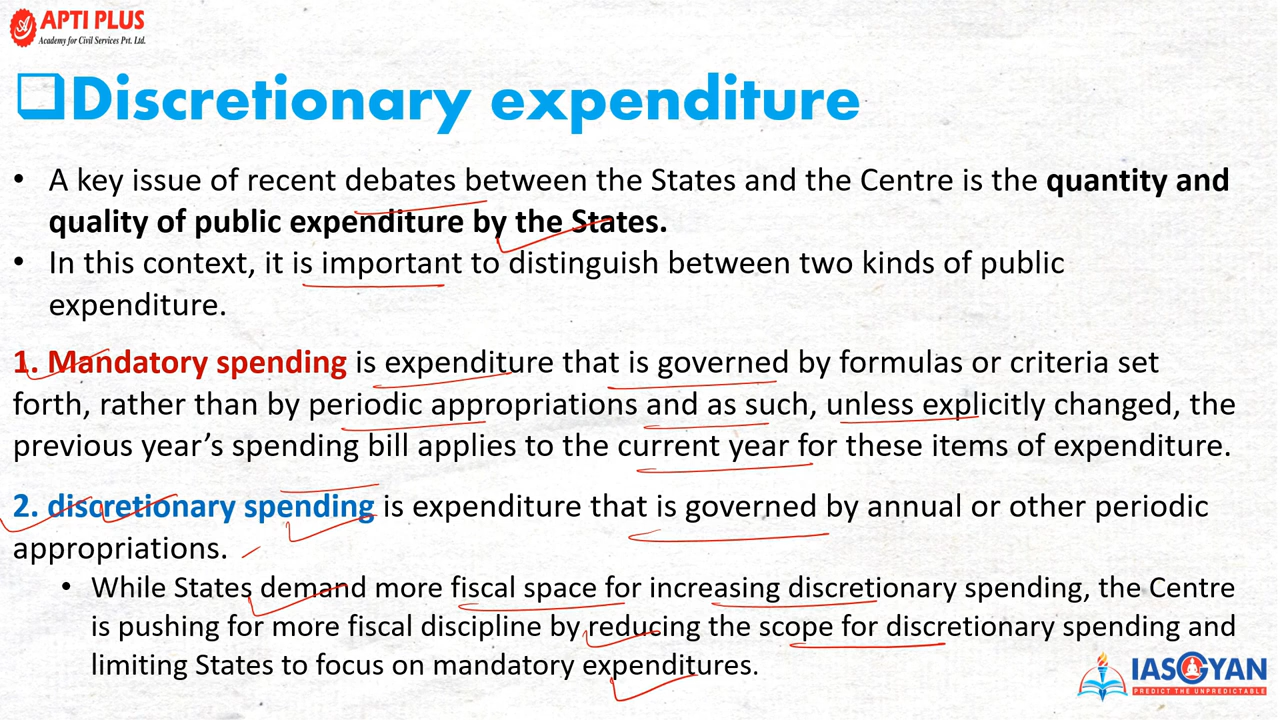 APTI PLUS
Academy for Civil Services Pvt. Ltd.
Discretionary expenditure
• A key issue of recent debates between the States and the Centre is the quantity and
quality of public expenditure by the States.
• In this context, it is important to distinguish between two kinds of public
expenditure.
1. Mandatory spending is expenditure that is governed by formulas or criteria set
forth, rather than by periodic appropriations and as such, unless explicitly changed, the
previous year’s spending bill applies to the current year for these items of expenditure.
2. discretionary spending is expenditure that is governed by annual or other periodic
appropriations.
• While States demand more fiscal space for increasing discretionary spending, the Centre
is pushing for more fiscal discipline by reducing the scope for discretionary spending and
limiting States to focus on mandatory expenditures.
IASGYAN
PREDICT THE UNPREDICTABLE